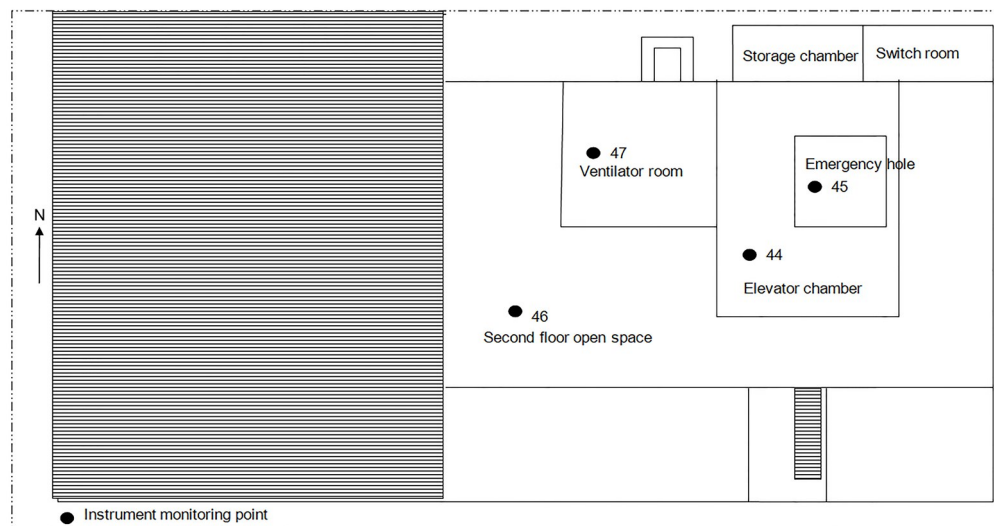 Storage chamber
Switch room
47
Ventilator room
Emergency hole
45
N
44
Elevator chamber
46
Second floor open space
Instrument monitoring point